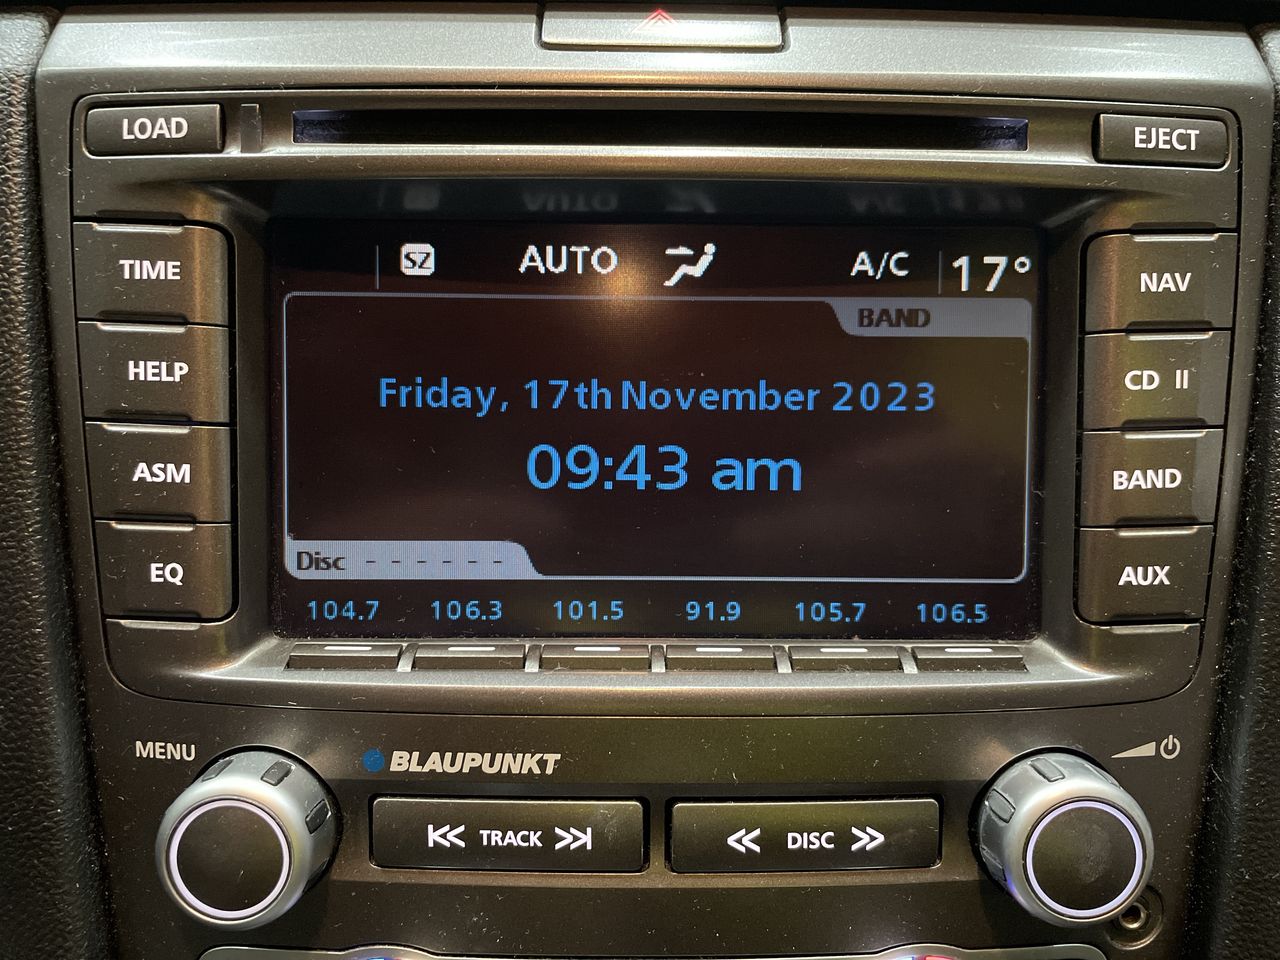 LOAD
EJECT
TIME
HELP
ASM
EQ
SZ AUTO A/C 17°
BAND
Friday, 17th November 2023
09:43 am
Disc - - - - - -
104.7 106.3 101.5 91.9 105.7 106.5
NAV
CD II
BAND
AUX
MENU
BLAUPUNKT
TRACK
DISC